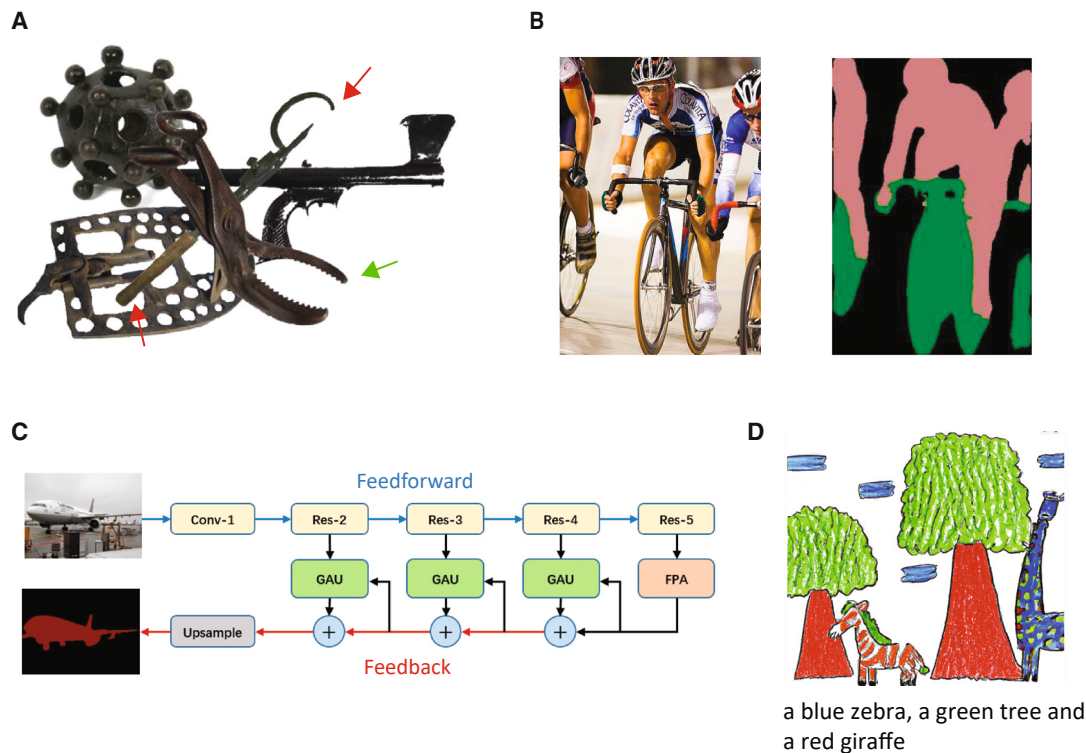 A
B
COLAVITA
C
Feedforward
Conv-1
Res-2
Res-3
Res-4
Res-5
GAU
GAU
GAU
FPA
Upsample
+
+
+
Feedback
D
a blue zebra, a green tree and
a red giraffe